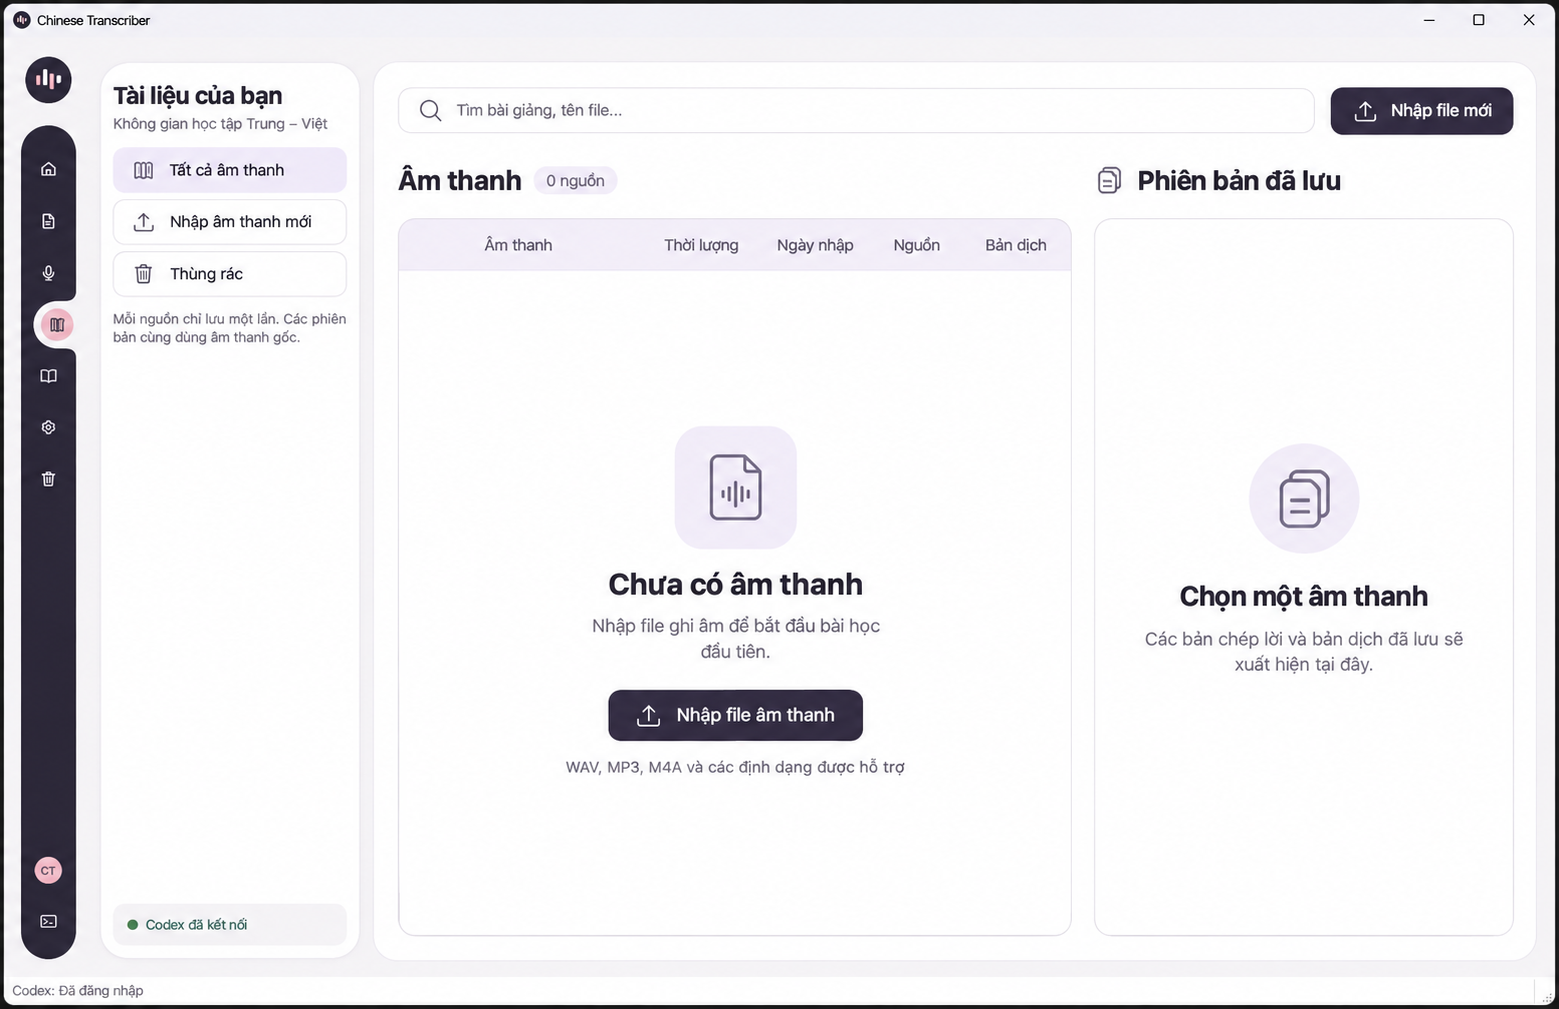 Chinese Transcriber
Tài liệu của bạn
Không gian học tập Trung – Việt
Tất cả âm thanh
Nhập âm thanh mới
Thùng rác
Mỗi nguồn chỉ lưu một lần. Các phiên
bản cùng dùng âm thanh gốc.
CT
Codex đã kết nối
Tìm bài giảng, tên file...
Nhập file mới
Âm thanh
0 nguồn
Âm thanh Thời lượng Ngày nhập Nguồn Bản dịch
Chưa có âm thanh
Nhập file ghi âm để bắt đầu bài học
đầu tiên.
Nhập file âm thanh
WAV, MP3, M4A và các định dạng được hỗ trợ
Phiên bản đã lưu
Chọn một âm thanh
Các bản chép lời và bản dịch đã lưu sẽ
xuất hiện tại đây.
Codex: Đã đăng nhập